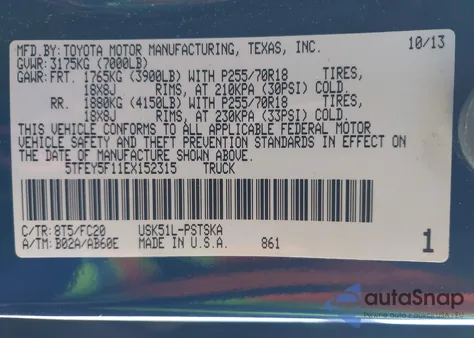 MFD.BY: TOYOTA MOTOR MANUFACTURING, TEXAS, INC. 10/13
GVWR: 3175KG (7000LB)
GAWR: FRT. 1765KG (3900LB) WITH P255/70R18 TIRES,
18X8J RIMS, AT 210KPA (30PSI) COLD.
RR. 1880KG (4150LB) WITH P255/70R18 TIRES,
18X8J RIMS, AT 230KPA (33PSI) COLD.
THIS VEHICLE CONFORMS TO ALL APPLICABLE FEDERAL MOTOR
VEHICLE SAFETY AND THEFT PREVENTION STANDARDS IN EFFECT
ON THE DATE OF MANUFACTURE SHOWN ABOVE.
5TFEY5F11EX152315 TRUCK
C/TR: 8T5/FC20 USK51L-PSTSKA
A/TM: B02A/AB60E MADE IN U.S.A. 861 1
autoSnap